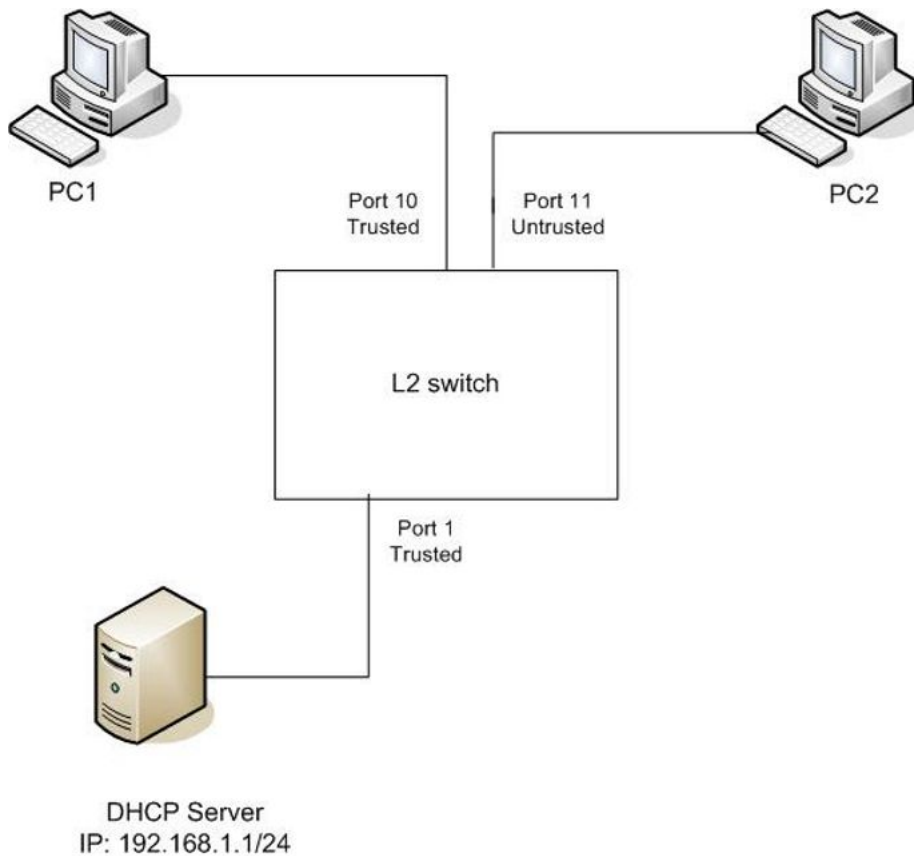 PC1
PC2
Port 10
Trusted
Port 11
Untrusted
L2 switch
Port 1
Trusted
DHCP Server
IP: 192.168.1.1/24